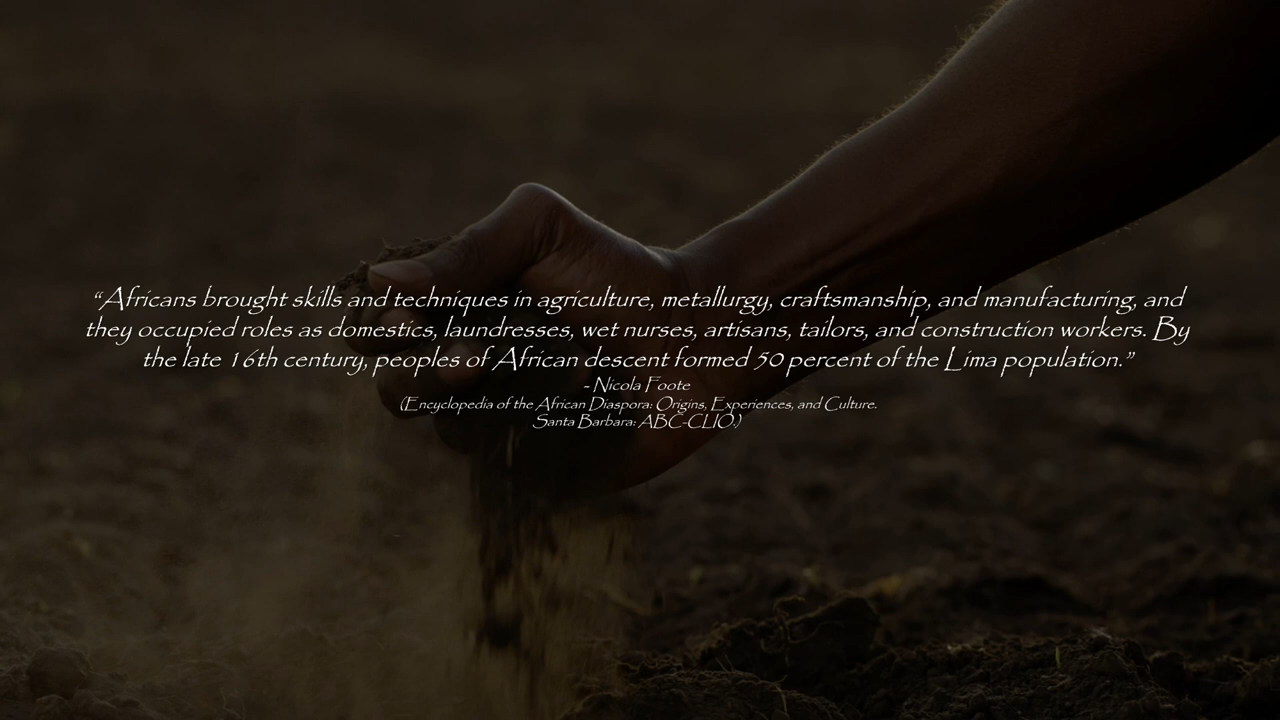 “Africans brought skills and techniques in agriculture, metallurgy, craftsmanship, and manufacturing, and
they occupied roles as domestics, laundresses, wet nurses, artisans, tailors, and construction workers. By
the late 16th century, peoples of African descent formed 50 percent of the Lima population.”
- Nicola Foote
(Encyclopedia of the African Diaspora: Origins, Experiences, and Culture.
Santa Barbara: ABC-CLIO.)